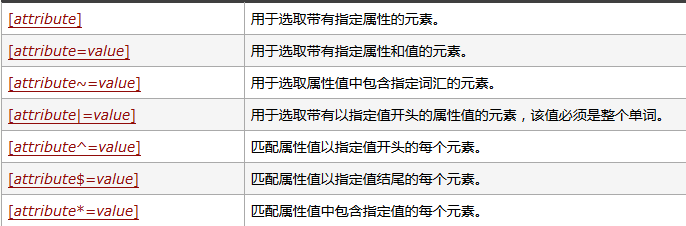 [attribute] 用于选取带有指定属性的元素。
[attribute=value] 用于选取带有指定属性和值的元素。
[attribute~=value] 用于选取属性值中包含指定词汇的元素。
[attribute|=value] 用于选取带有以指定值开头的属性值的元素，该值必须是整个单词。
[attribute^=value] 匹配属性值以指定值开头的每个元素。
[attribute$=value] 匹配属性值以指定值结尾的每个元素。
[attribute*=value] 匹配属性值中包含指定值的每个元素。